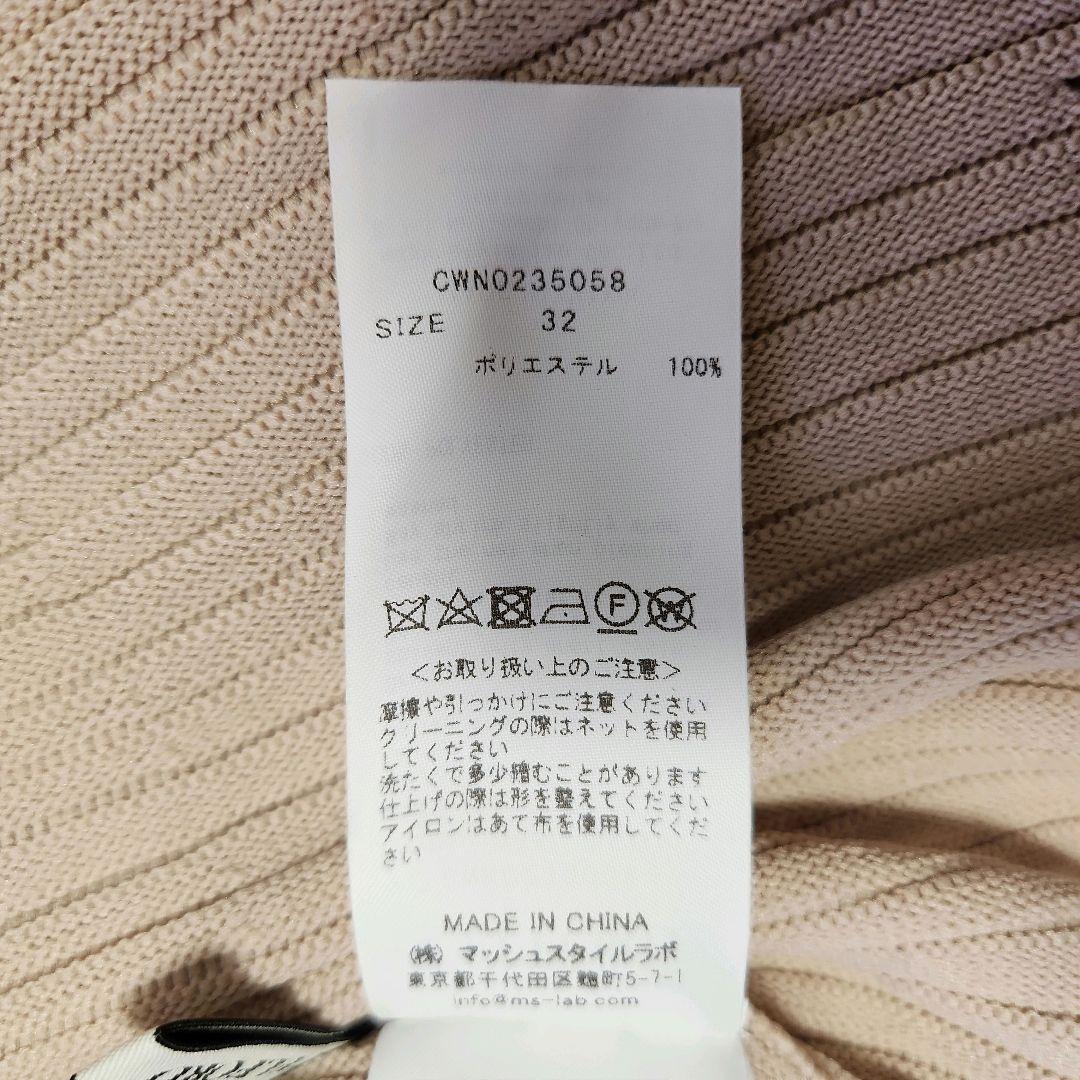 CWNO235058
SIZE 32
ポリエステル 100%
F
W
<お取り扱い上のご注意>
摩擦や引っかけにご注意ください
クリーニングの際はネットを使用
してください
洗たくで多少縮むことがあります
仕上げの際は形を整えてください
アイロンはあて布を使用してくだ
さい
MADE IN CHINA
(株) マッシュスタイルラボ
東京都千代田区麹町5-7-1
info@ms-lab.com